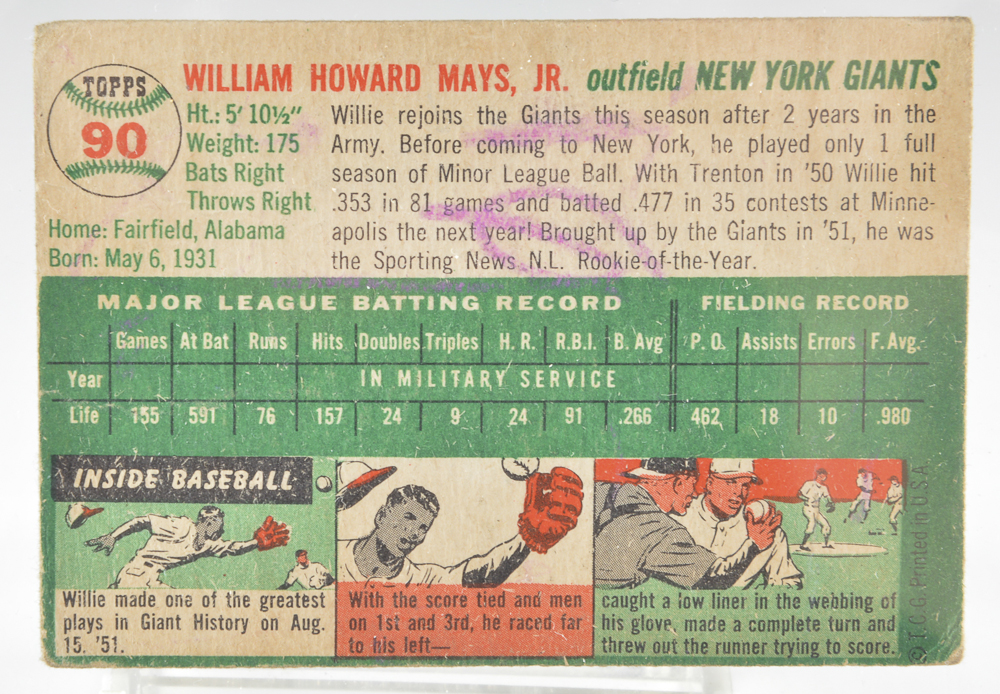 TOPPS
90
WILLIAM HOWARD MAYS, JR. outfield NEW YORK GIANTS
Ht.: 5' 10½"
Weight: 175
Bats Right
Throws Right
Home: Fairfield, Alabama
Born: May 6, 1931
Willie rejoins the Giants this season after 2 years in the
Army. Before coming to New York, he played only 1 full
season of Minor League Ball. With Trenton in '50 Willie hit
.353 in 81 games and batted .477 in 35 contests at Minne-
apolis the next year! Brought up by the Giants in '51, he was
the Sporting News N.L. Rookie-of-the-Year.
MAJOR LEAGUE BATTING RECORD FIELDING RECORD
Games At Bat Runs Hits Doubles Triples H. R. R.B.I. B. Avg P. O. Assists Errors F. Avg.
Year IN MILITARY SERVICE
Life 155 591 76 157 24 9 24 91 .266 462 18 10 .980
INSIDE BASEBALL
Willie made one of the greatest
plays in Giant History on Aug.
15, '51.
With the score tied and men
on 1st and 3rd, he raced far
to his left—
caught a low liner in the webbing of
his glove, made a complete turn and
threw out the runner trying to score.
© T.C.G. Printed in U.S.A.